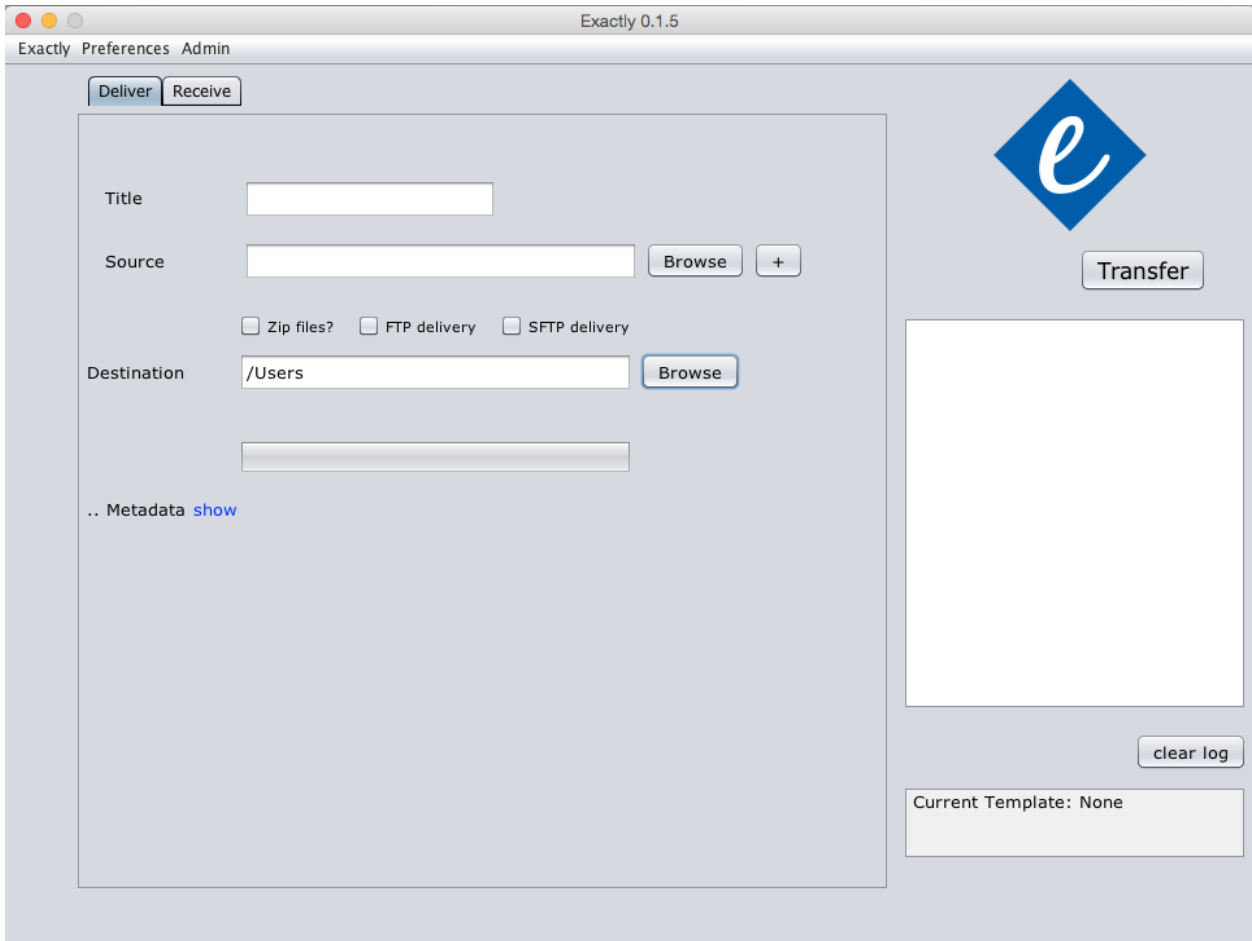 Exactly 0.1.5
Exactly Preferences Admin
Deliver Receive
e
Title
Source Browse +
Transfer
Zip files? FTP delivery SFTP delivery
Destination /Users Browse
.. Metadata show
clear log
Current Template: None